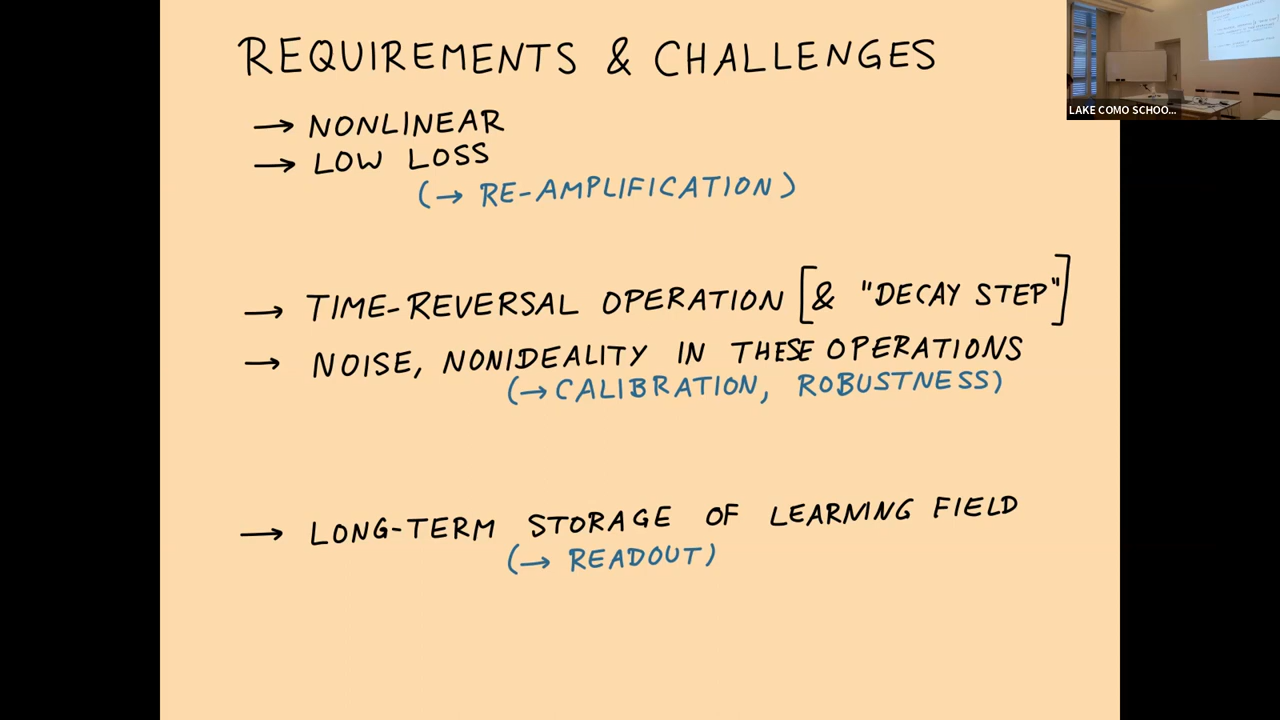 REQUIREMENTS & CHALLENGES
→ NONLINEAR
→ LOW LOSS
(→ RE-AMPLIFICATION)
→ TIME-REVERSAL OPERATION [& "DECAY STEP"]
→ NOISE, NONIDEALITY IN THESE OPERATIONS
(→ CALIBRATION, ROBUSTNESS)
→ LONG-TERM STORAGE OF LEARNING FIELD
(→ READOUT)
LAKE COMO SCHOO...